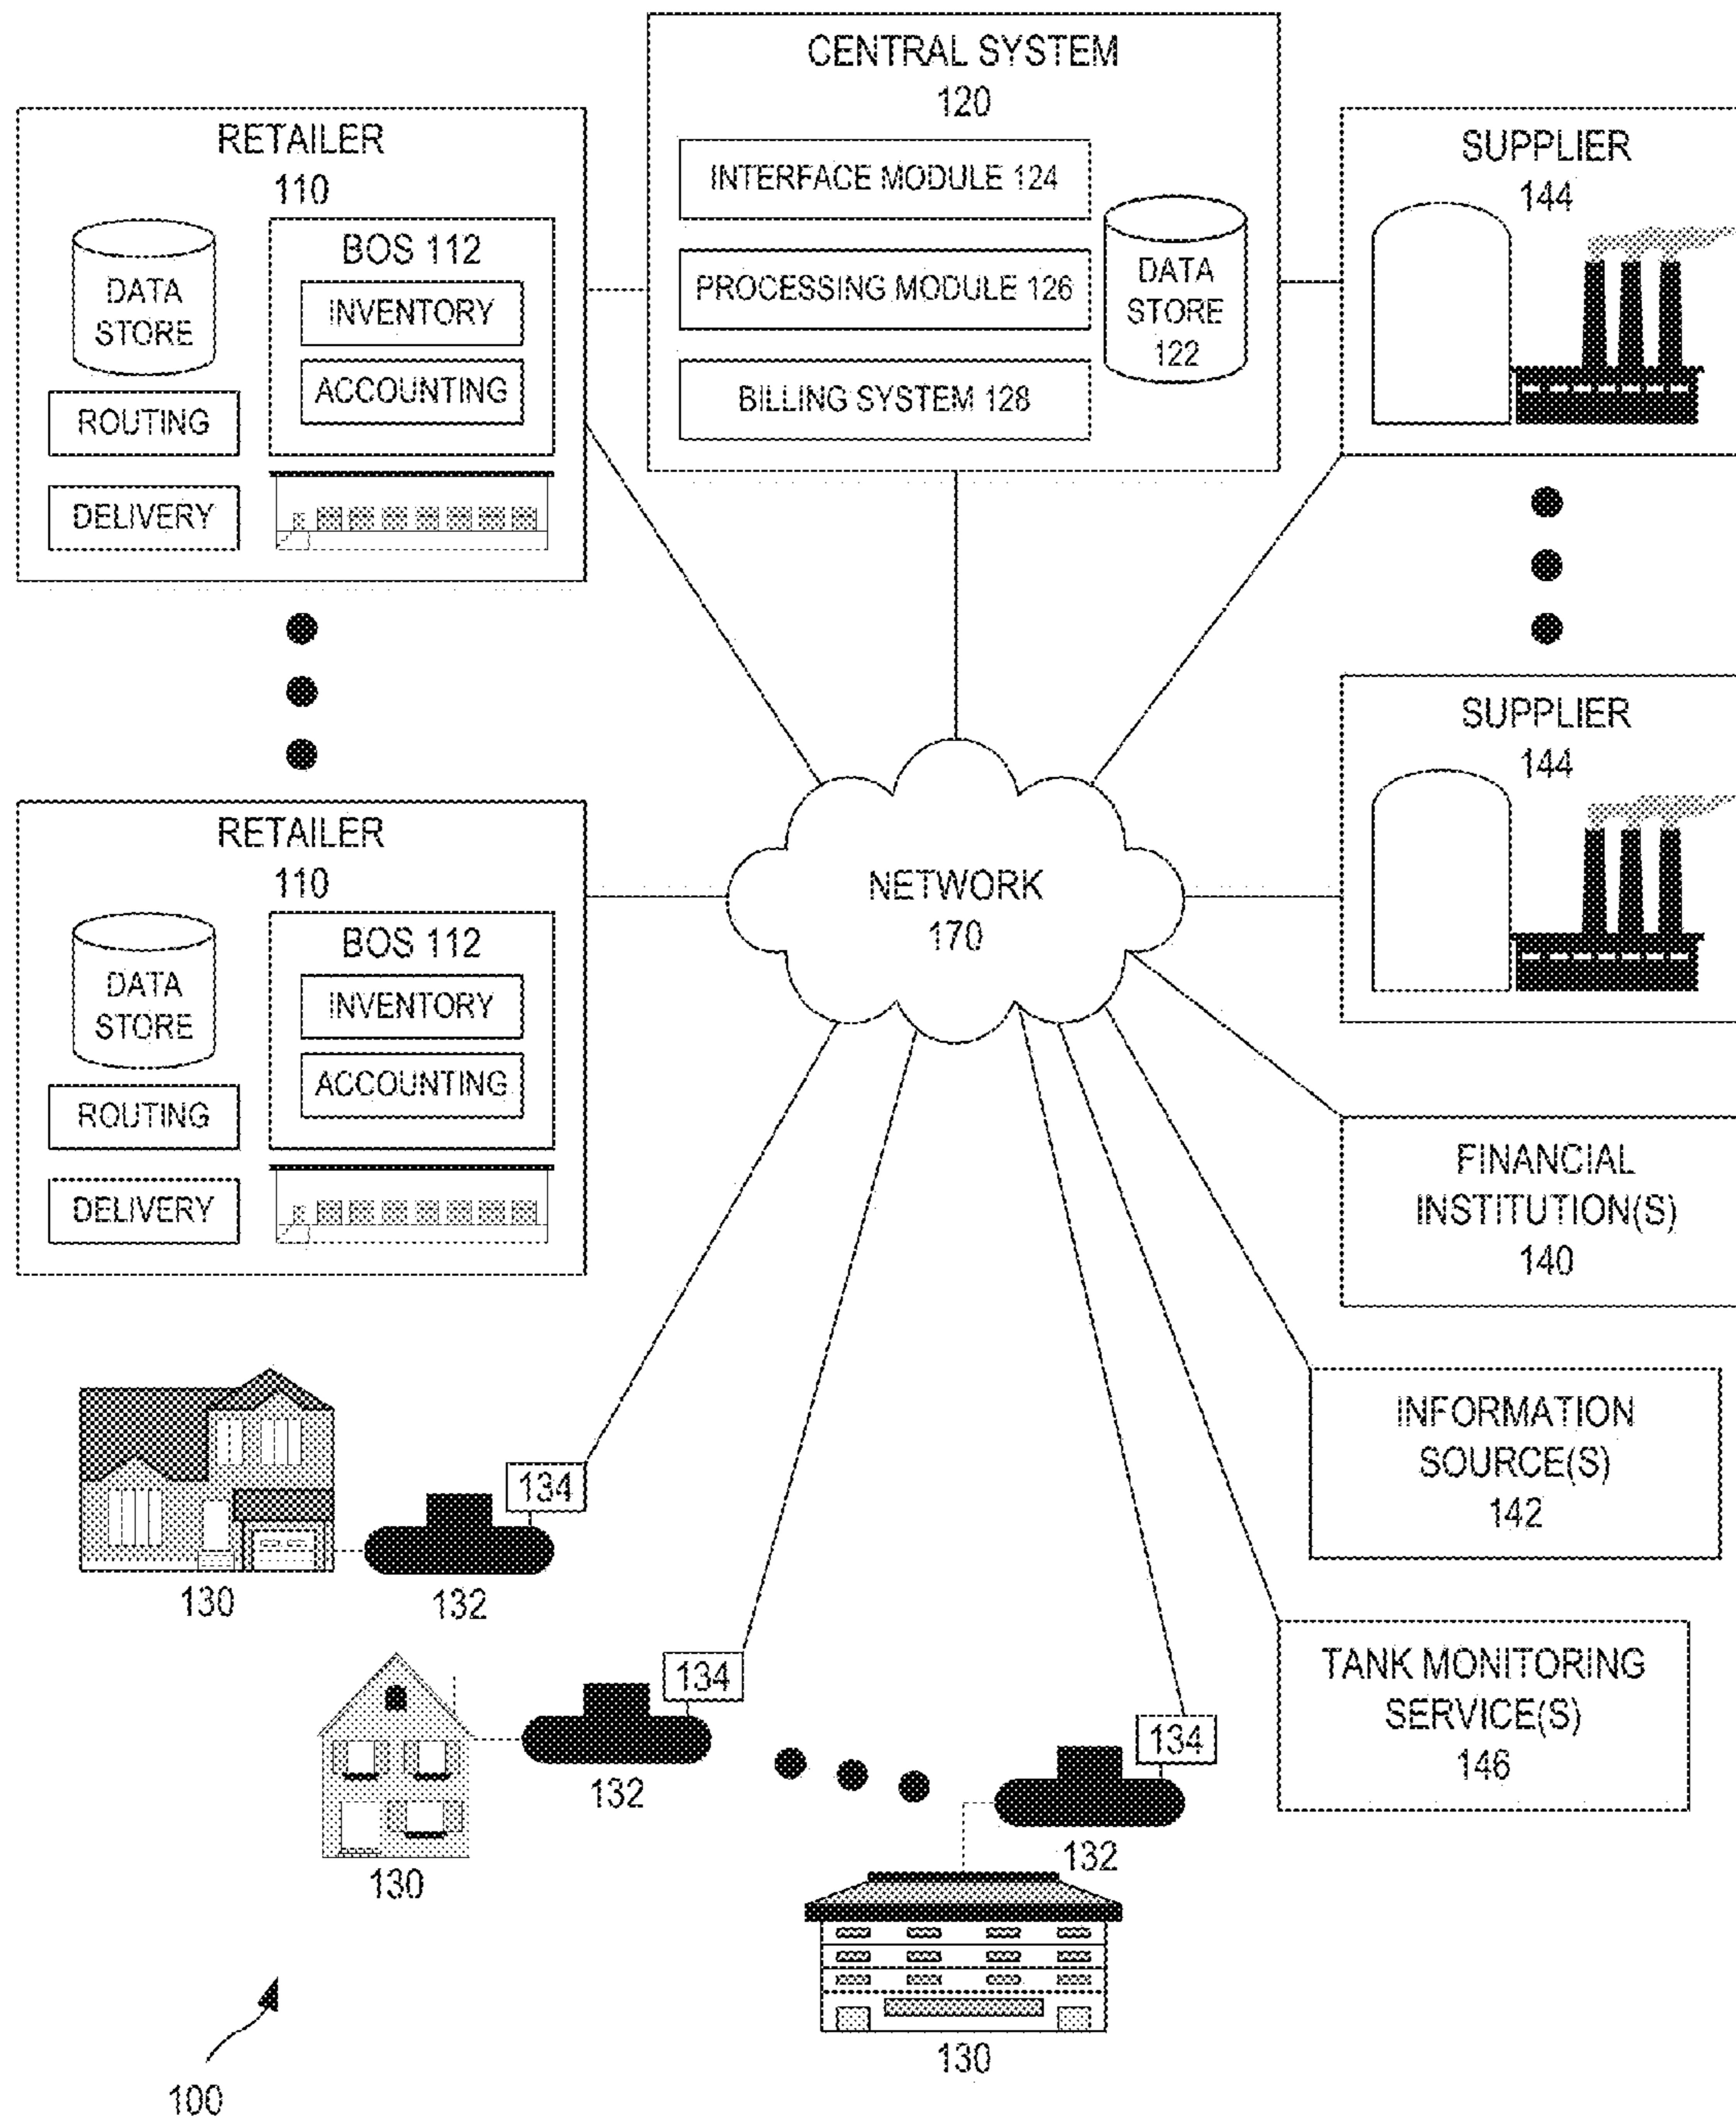 CENTRAL SYSTEM
120
INTERFACE MODULE 124
PROCESSING MODULE 126
BILLING SYSTEM 128
DATA
STORE
122
RETAILER
110
DATA
STORE
BOS 112
INVENTORY
ACCOUNTING
ROUTING
DELIVERY
SUPPLIER
144
SUPPLIER
144
RETAILER
110
DATA
STORE
BOS 112
INVENTORY
ACCOUNTING
ROUTING
DELIVERY
NETWORK
170
FINANCIAL
INSTITUTION(S)
140
INFORMATION
SOURCE(S)
142
TANK MONITORING
SERVICE(S)
146
134
130
132
134
132
130
134
132
130
100